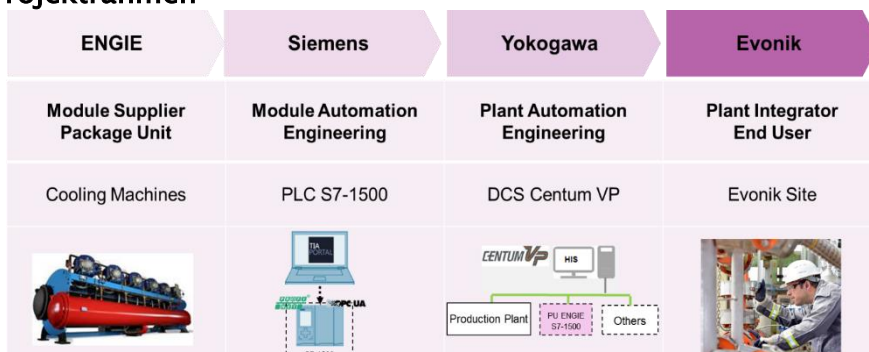 ENGIE
Siemens
Yokogawa
Evonik
Module Supplier
Package Unit
Module Automation
Engineering
Plant Automation
Engineering
Plant Integrator
End User
Cooling Machines
PLC S7-1500
DCS Centum VP
Evonik Site
TIA
PORTAL
OPC UA
CENTUM VP
HIS
Production Plant
PU ENGIE
S7-1500
Others